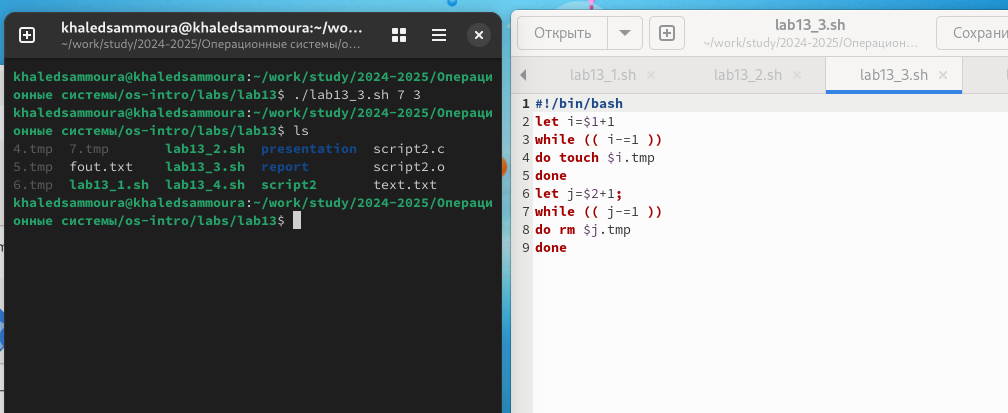 khaledsammoura@khaledsammoura:~/wo...
~/work/study/2024-2025/Операционные системы/о...
khaledsammoura@khaledsammoura:~/work/study/2024-2025/Операци
онные системы/os-intro/labs/lab13$ ./lab13_3.sh 7 3
khaledsammoura@khaledsammoura:~/work/study/2024-2025/Операци
онные системы/os-intro/labs/lab13$ ls
4.tmp 7.tmp lab13_2.sh presentation script2.c
5.tmp fout.txt lab13_3.sh report script2.o
6.tmp lab13_1.sh lab13_4.sh script2 text.txt
khaledsammoura@khaledsammoura:~/work/study/2024-2025/Операци
онные системы/os-intro/labs/lab13$
Открыть
lab13_3.sh
~/work/study/2024-2025/Операцион...
Сохрани
lab13_1.sh × lab13_2.sh × lab13_3.sh ×
1 #!/bin/bash
2 let i=$1+1
3 while (( i-=1 ))
4 do touch $i.tmp
5 done
6 let j=$2+1;
7 while (( j-=1 ))
8 do rm $j.tmp
9 done